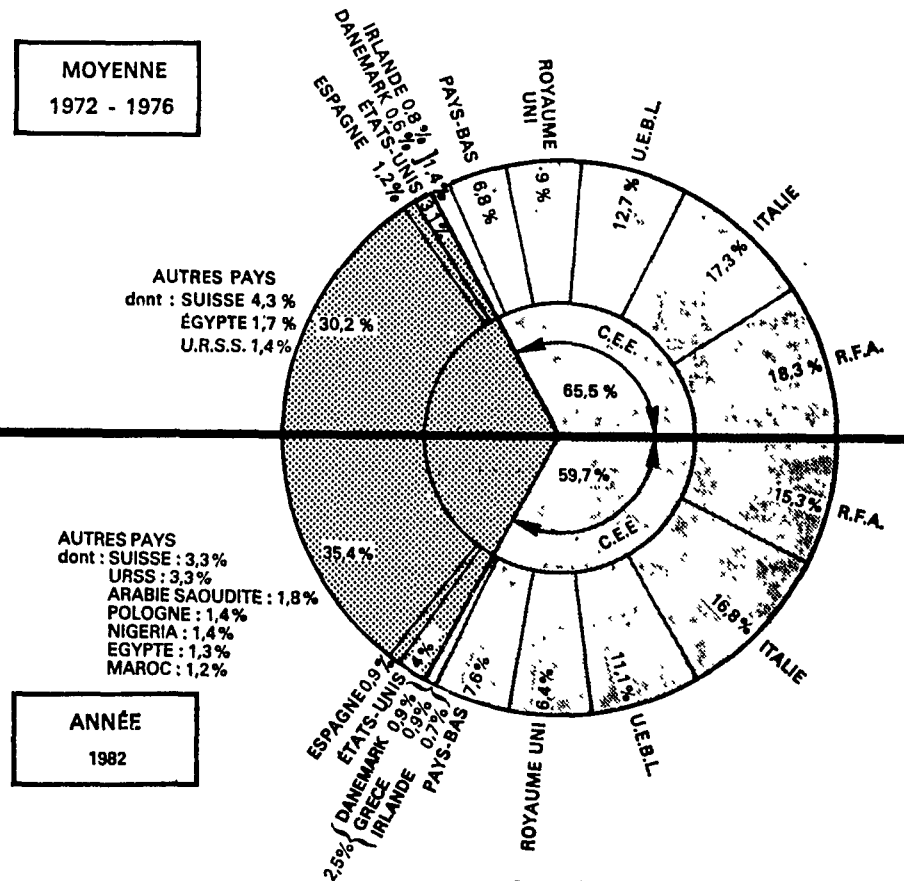 MOYENNE
1972 - 1976
IRLANDE 0,8 %
DANEMARK 0,6 % } 1,4%
ÉTATS-UNIS 3,1%
ESPAGNE 1,2%
PAYS-BAS 6,8 %
ROYAUME
UNI
9 %
U.E.B.L.
12,7 %
ITALIE
17,3 %
R.F.A.
18,3 %
AUTRES PAYS
dont : SUISSE 4,3 %
ÉGYPTE 1,7 %
U.R.S.S. 1,4%
30,2 %
C.E.E.
65,5 %
59,7%
C.E.E
15,3%
R.F.A.
16,8%
ITALIE
11,1%
U.E.B.L.
9,4%
ROYAUME UNI
7,6%
PAYS-BAS
35,4%
AUTRES PAYS
dont : SUISSE : 3,3%
URSS : 3,3%
ARABIE SAOUDITE : 1,8%
POLOGNE : 1,4%
NIGERIA : 1,4%
EGYPTE : 1,3%
MAROC : 1,2%
ESPAGNE 0,9%
ÉTATS-UNIS 4%
2,5%
DANEMARK 0,9%
GRECE 0,9%
IRLANDE 0,7%
ANNÉE
1982